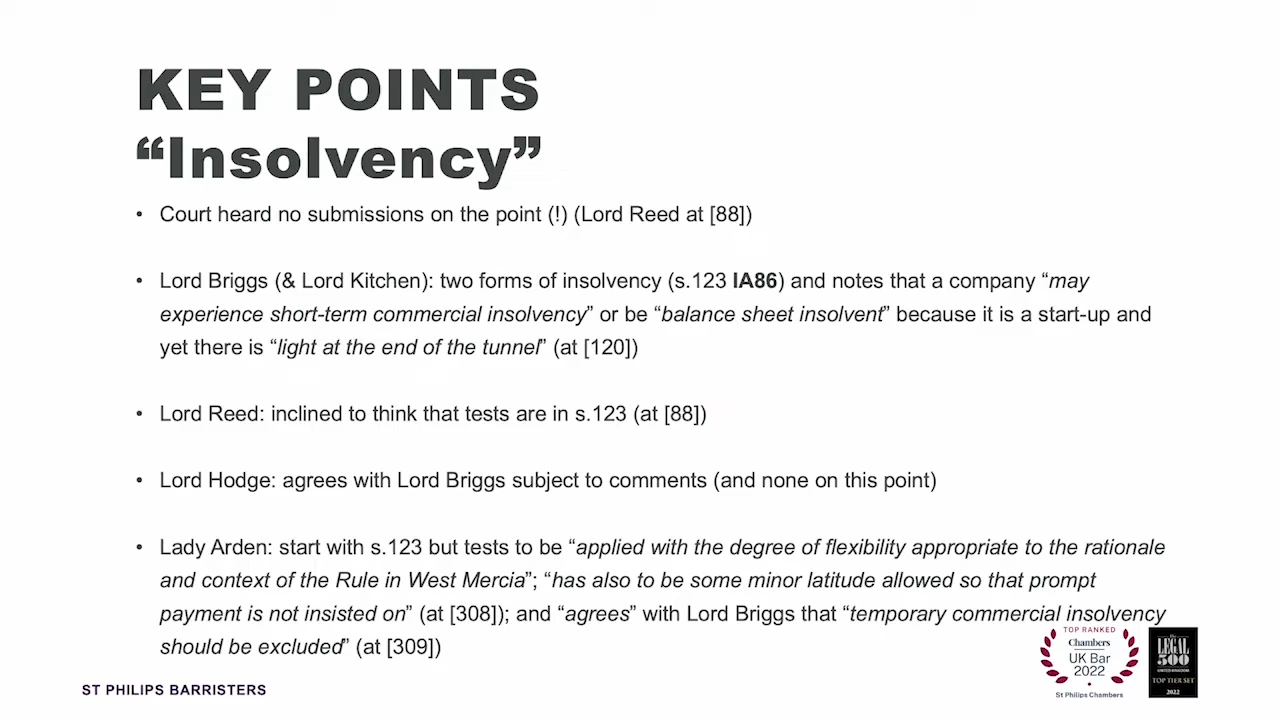 KEY POINTS
“Insolvency”
• Court heard no submissions on the point (!) (Lord Reed at [88])
• Lord Briggs (& Lord Kitchen): two forms of insolvency (s.123 IA86) and notes that a company “may
experience short-term commercial insolvency” or be “balance sheet insolvent” because it is a start-up and
yet there is “light at the end of the tunnel” (at [120])
• Lord Reed: inclined to think that tests are in s.123 (at [88])
• Lord Hodge: agrees with Lord Briggs subject to comments (and none on this point)
• Lady Arden: start with s.123 but tests to be “applied with the degree of flexibility appropriate to the rationale
and context of the Rule in West Mercia”; “has also to be some minor latitude allowed so that prompt
payment is not insisted on” (at [308]); and “agrees” with Lord Briggs that “temporary commercial insolvency
should be excluded” (at [309])
ST PHILIPS BARRISTERS
TOP RANKED
Chambers
UK Bar
2022
St Philips Chambers
The
LEGAL
500
UNITED KINGDOM
TOP TIER SET
2022